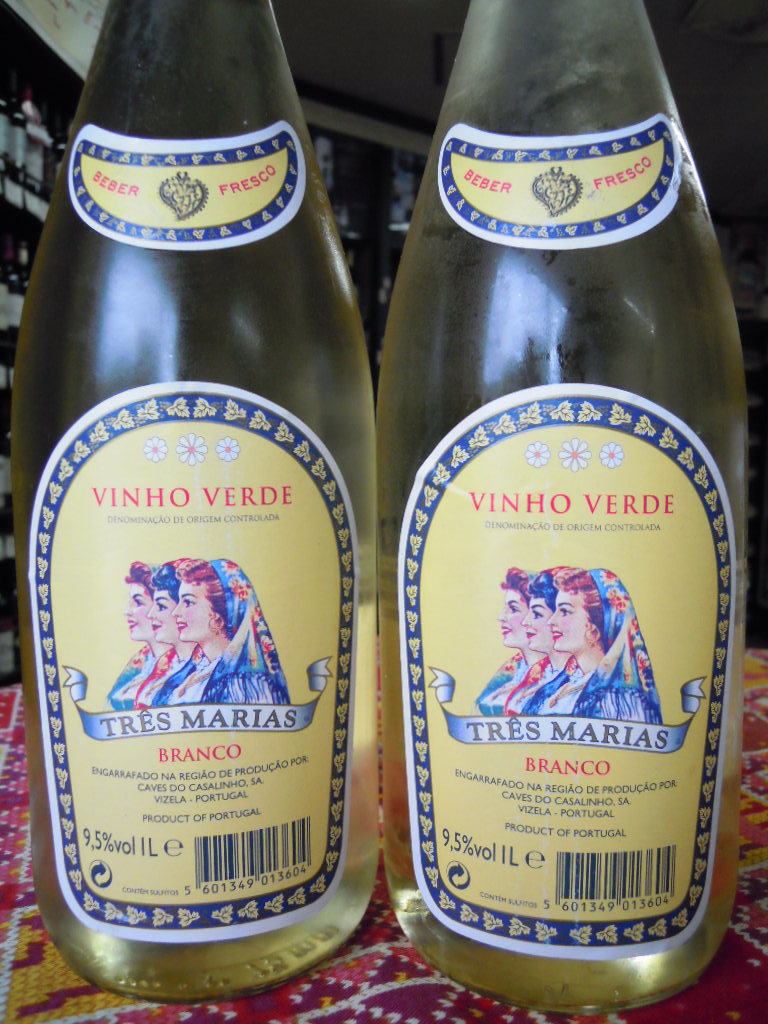 BEBER FRESCO
VINHO VERDE
DENOMINAÇÃO DE ORIGEM CONTROLADA
TRÊS MARIAS
BRANCO
ENGARRAFADO NA REGIÃO DE PRODUÇÃO POR:
CAVES DO CASALINHO, SA.
VIZELA - PORTUGAL
PRODUCT OF PORTUGAL
9,5%vol 1L ℮
CONTÉM SULFITOS
5 601349 013604
BEBER FRESCO
VINHO VERDE
DENOMINAÇÃO DE ORIGEM CONTROLADA
TRÊS MARIAS
BRANCO
ENGARRAFADO NA REGIÃO DE PRODUÇÃO POR:
CAVES DO CASALINHO, SA.
VIZELA - PORTUGAL
PRODUCT OF PORTUGAL
9,5%vol 1L ℮
CONTÉM SULFITOS
5 601349 013604